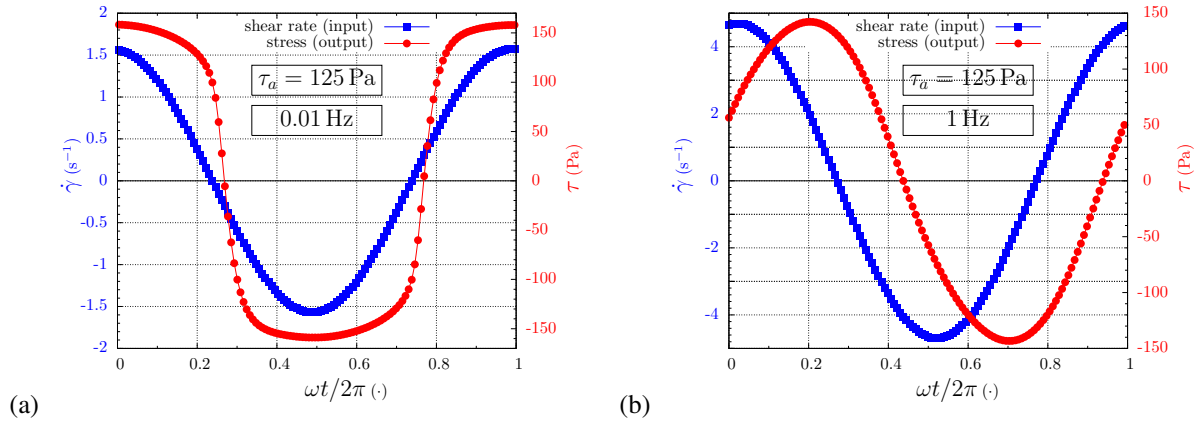 shear rate (input)
stress (output)
τ_a = 125 Pa
0.01 Hz
2
1.5
1
0.5
0
-0.5
-1
-1.5
-2
γ̇ (s⁻¹)
150
100
50
0
-50
-100
-150
τ (Pa)
0 0.2 0.4 0.6 0.8 1
ωt/2π (·)
(a)
shear rate (input)
stress (output)
τ_a = 125 Pa
1 Hz
4
2
0
-2
-4
γ̇ (s⁻¹)
150
100
50
0
-50
-100
-150
τ (Pa)
0 0.2 0.4 0.6 0.8 1
ωt/2π (·)
(b)